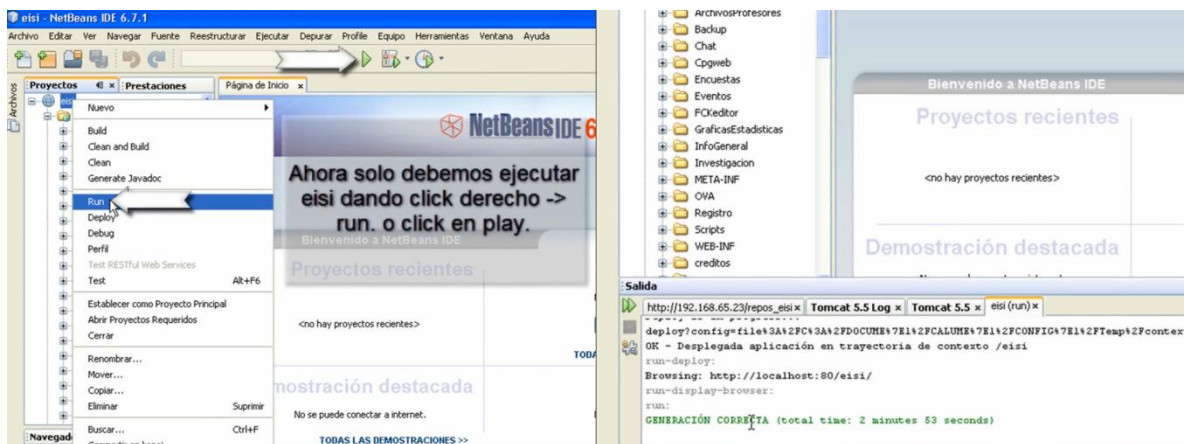 eisi - NetBeans IDE 6.7.1
Archivo Editar Ver Navegar Fuente Reestructurar Ejecutar Depurar Profile Equipo Herramientas Ventana Ayuda
Archivos
Proyectos
Prestaciones
Página de Inicio
eisi
Nuevo
Build
Clean and Build
Clean
Generate Javadoc
Run
Deploy
Debug
Perfil
Test RESTful Web Services
Test Alt+F6
Establecer como Proyecto Principal
Abrir Proyectos Requeridos
Cerrar
Renombrar...
Mover...
Copiar...
Eliminar Suprimir
Buscar... Ctrl+F
Navegad
NetBeans IDE 6
Ahora solo debemos ejecutar
eisi dando click derecho ->
run. o click en play.
Bienvenido a NetBeans IDE
Proyectos recientes
<no hay proyectos recientes>
TODA
mostración destacada
No se puede conectar a internet.
TODAS LAS DEMOSTRACIONES >>
ArchivosProfesores
Backup
Chat
Cpgweb
Encuestas
Eventos
FCKeditor
GraficasEstadisticas
InfoGeneral
Investigacion
META-INF
OVA
Registro
Scripts
WEB-INF
creditos
Bienvenido a NetBeans IDE
Proyectos recientes
<no hay proyectos recientes>
Demostración destacada
Salida
http://192.168.65.23/repos_eisi
Tomcat 5.5 Log
Tomcat 5.5
eisi (run)
deploy?config=file%3A%2FC%3A%2FDOCUME%7E1%2FCALUME%7E1%2FCONFIG%7E1%2FTemp%2Fcontex
OK - Desplegada aplicación en trayectoria de contexto /eisi
run-deploy:
Browsing: http://localhost:80/eisi/
run-display-browser:
run:
GENERACIÓN CORRECTA (total time: 2 minutes 53 seconds)